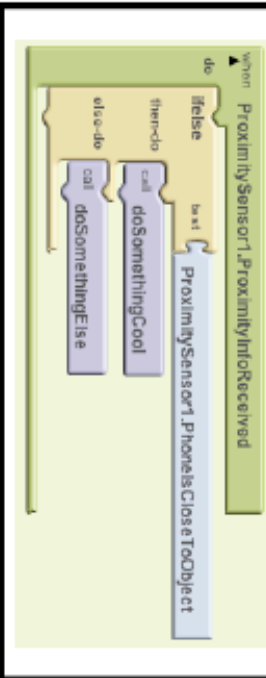 when ProximitySensor1.ProximityInfoReceived
do
ifelse test ProximitySensor1.PhoneIsCloseToObject
then-do call doSomethingCool
else-do call doSomethingElse